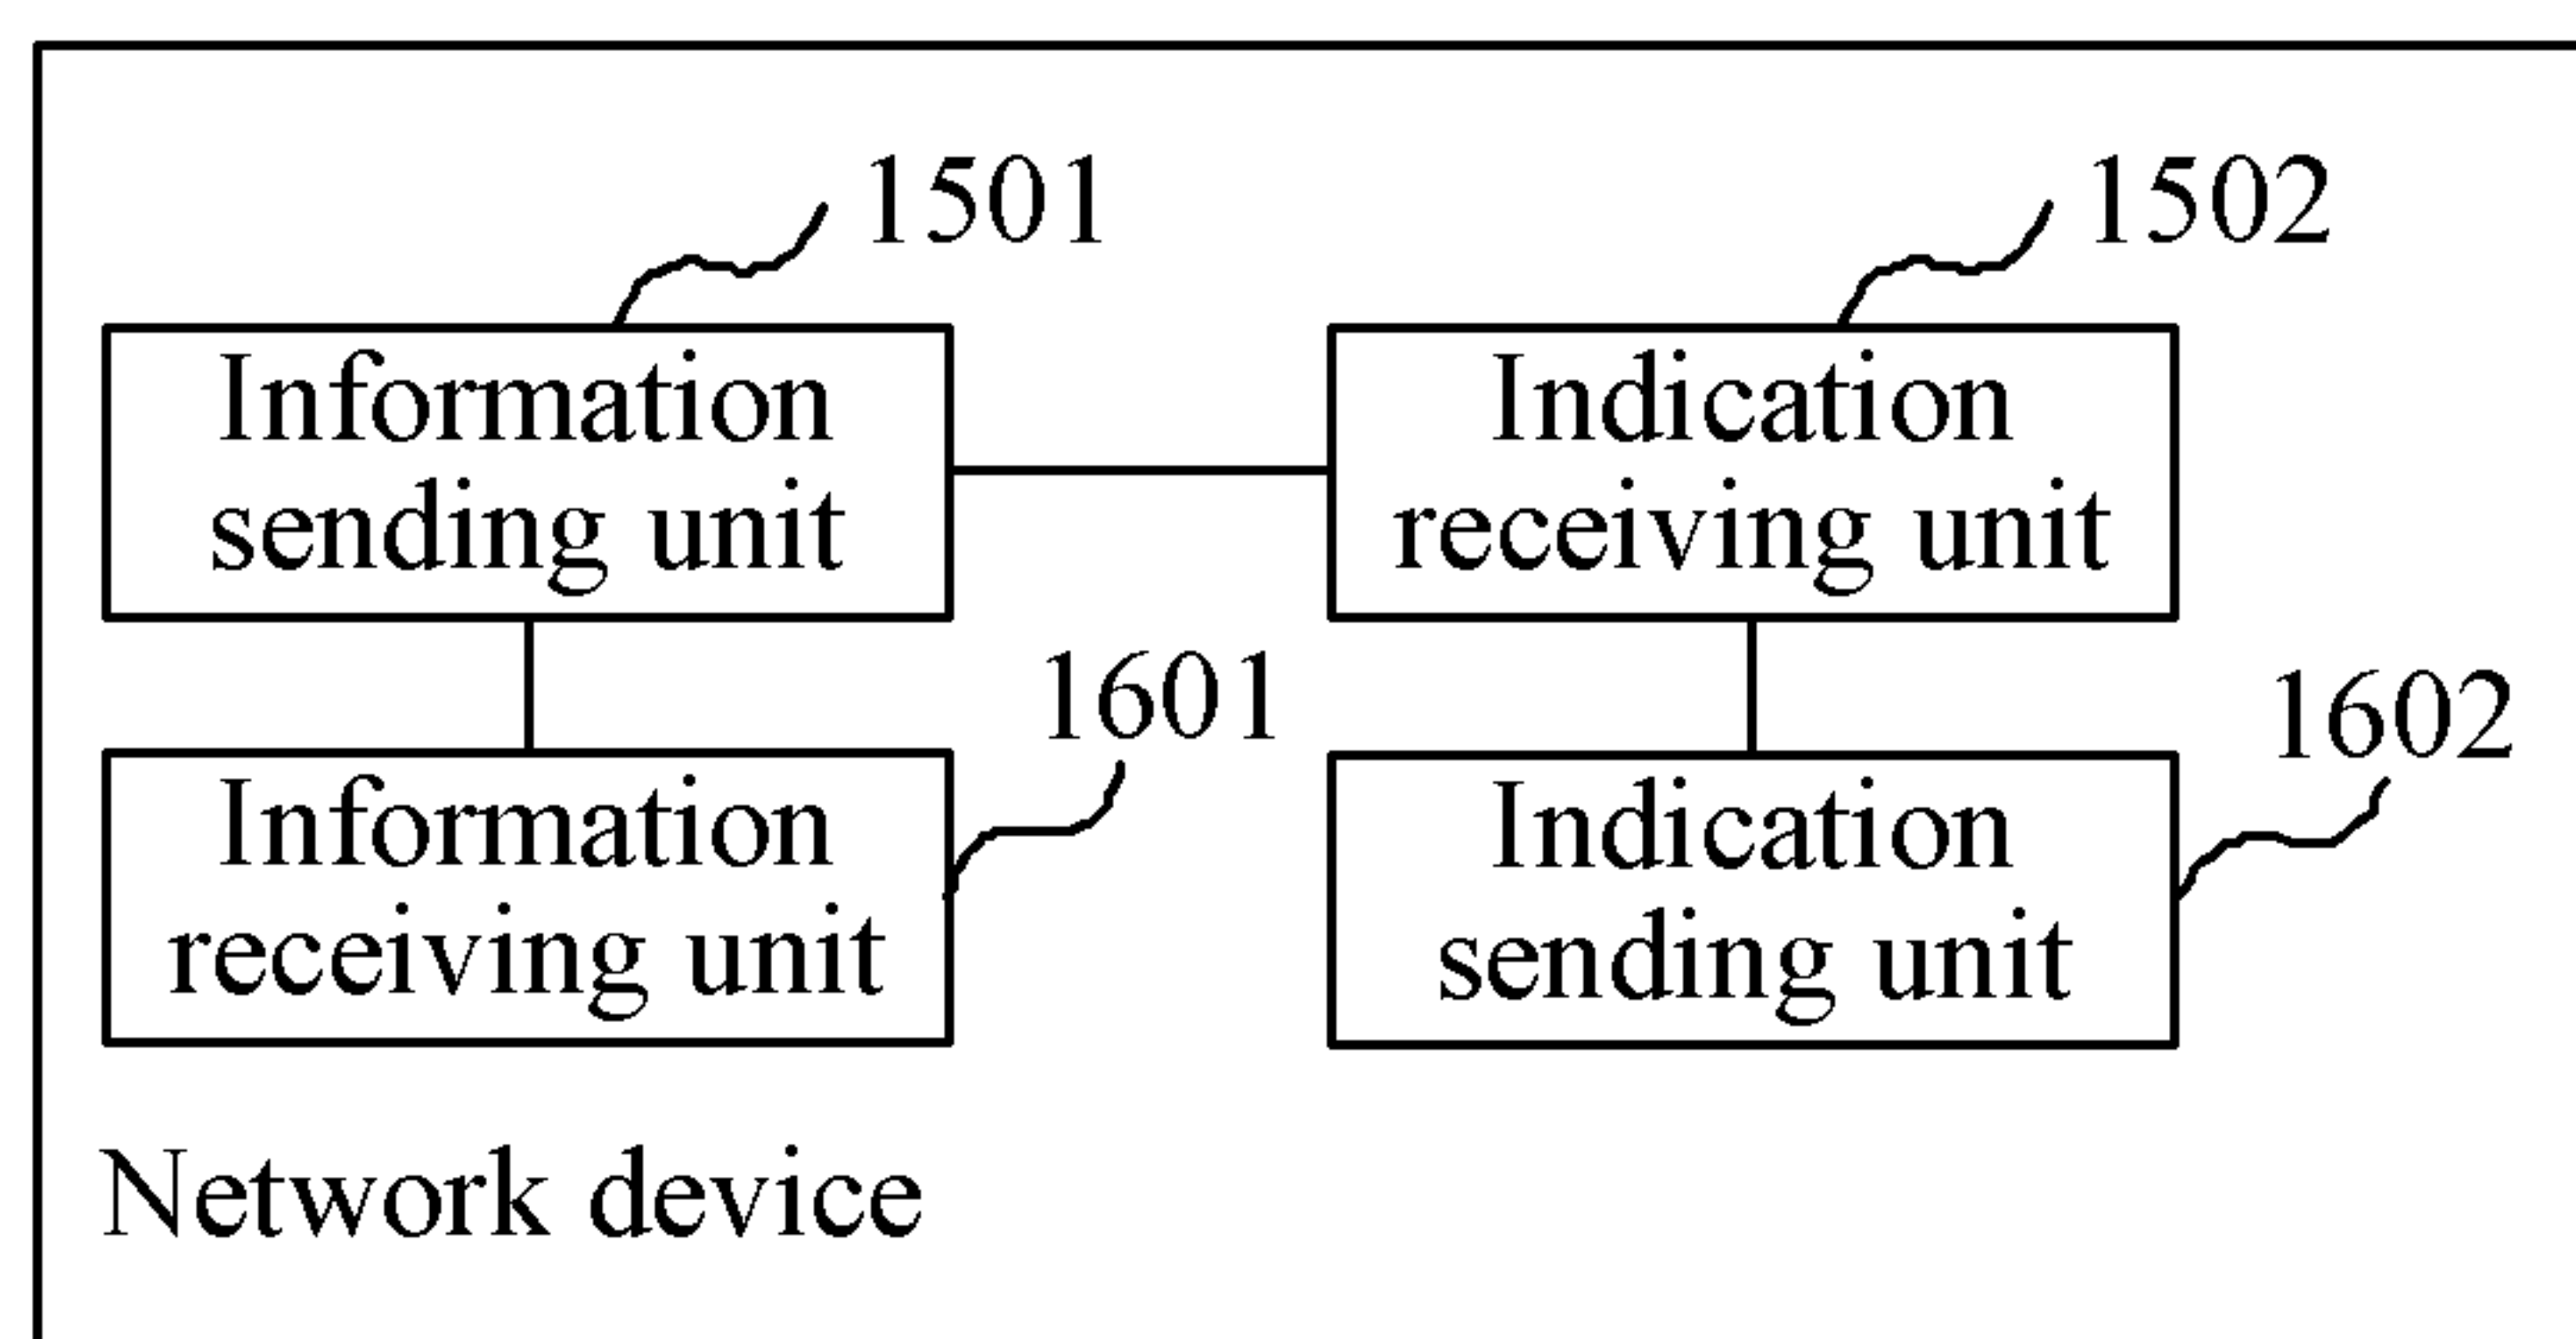 1501
1502
Information
sending unit
Indication
receiving unit
1601
1602
Information
receiving unit
Indication
sending unit
Network device